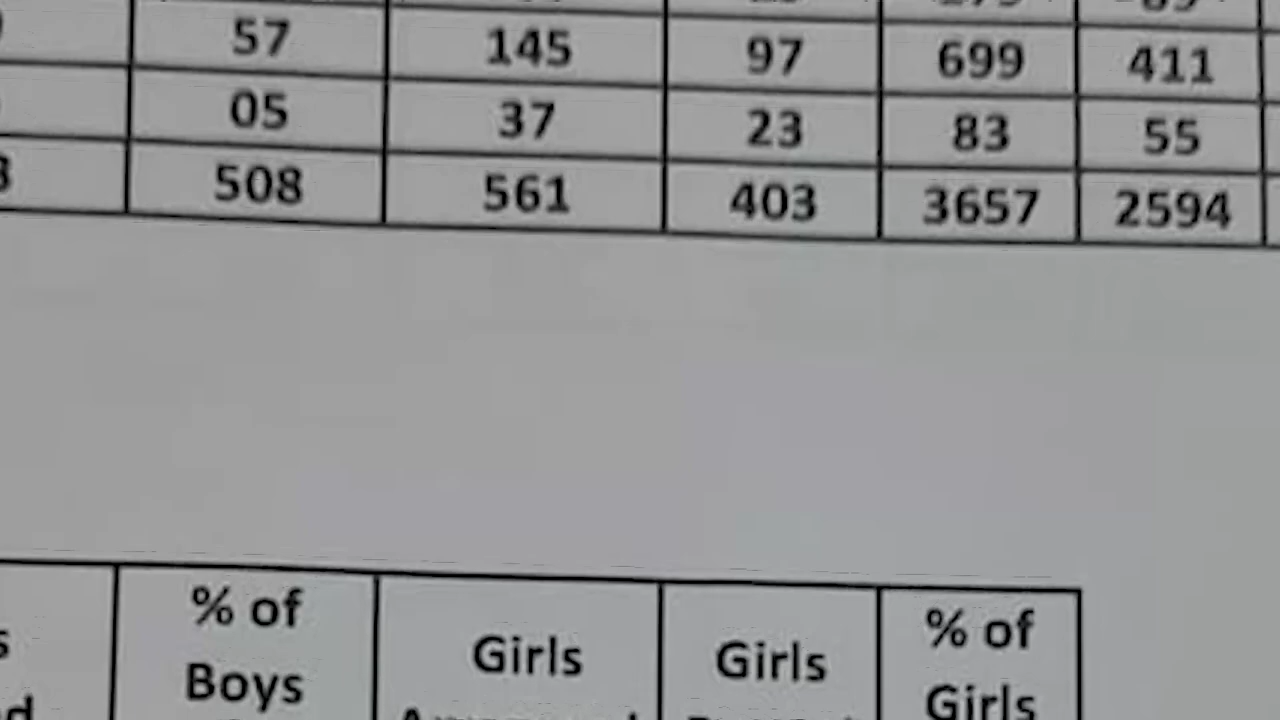 57 145 97 699 411
05 37 23 83 55
508 561 403 3657 2594
% of Boys Girls Girls % of Girls